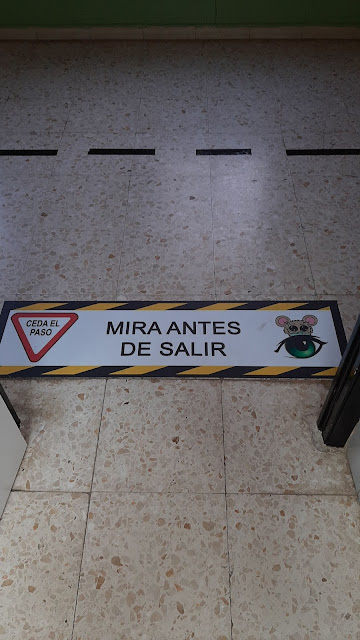 CEDA EL
PASO
MIRA ANTES
DE SALIR